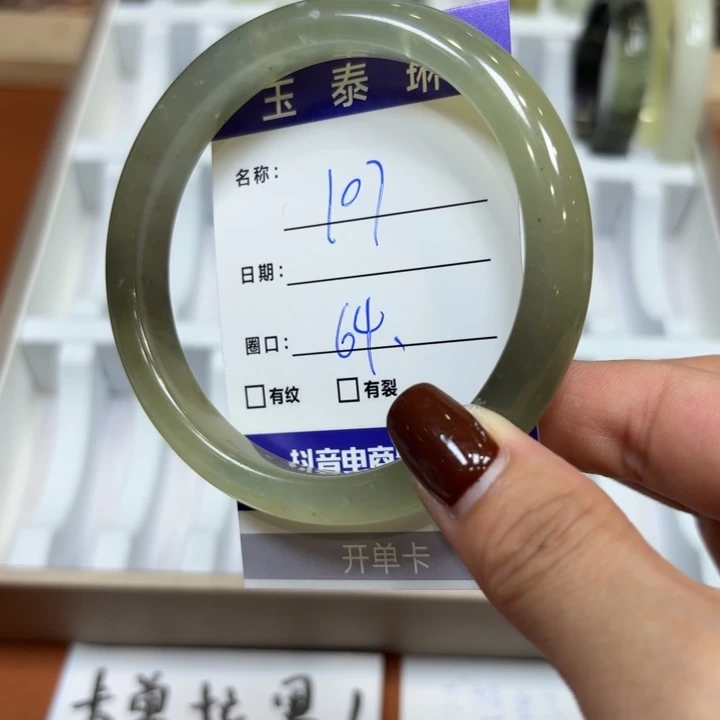 玉泰琳
名称: 107
日期:
圈口: 64、
□有纹 □有裂
抖音电商
开单卡